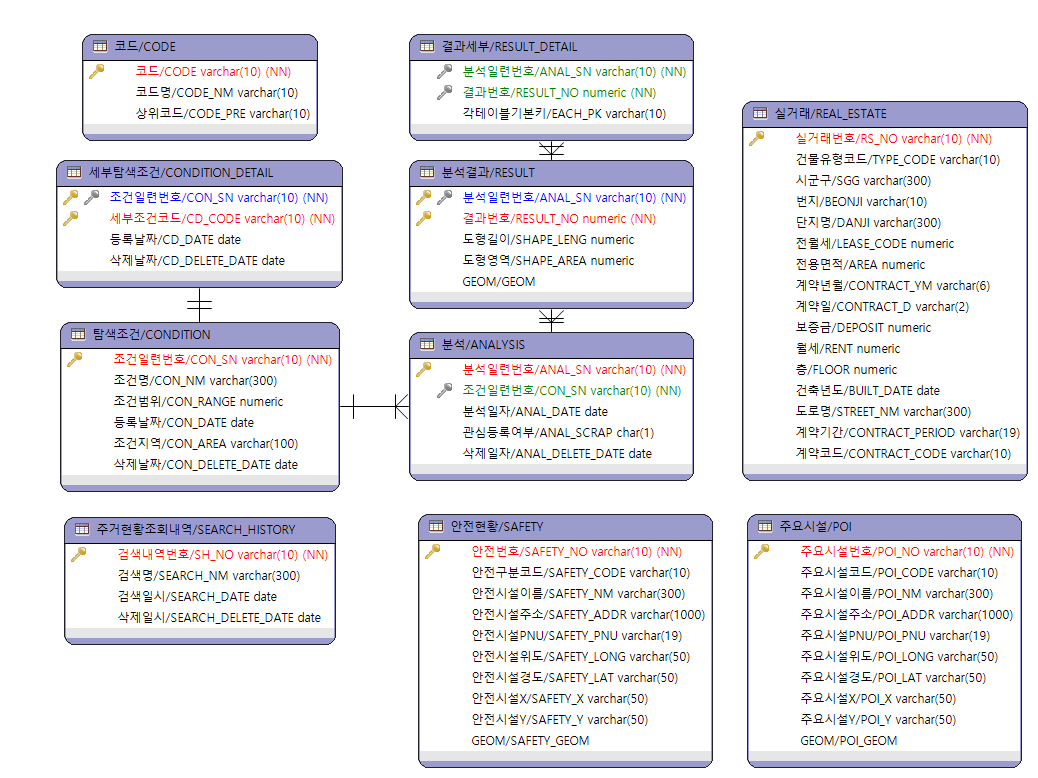 코드/CODE
코드/CODE varchar(10) (NN)
코드명/CODE_NM varchar(10)
상위코드/CODE_PRE varchar(10)
세부탐색조건/CONDITION_DETAIL
조건일련번호/CON_SN varchar(10) (NN)
세부조건코드/CD_CODE varchar(10) (NN)
등록날짜/CD_DATE date
삭제날짜/CD_DELETE_DATE date
탐색조건/CONDITION
조건일련번호/CON_SN varchar(10) (NN)
조건명/CON_NM varchar(300)
조건범위/CON_RANGE numeric
등록날짜/CON_DATE date
조건지역/CON_AREA varchar(100)
삭제날짜/CON_DELETE_DATE date
주거현황조회내역/SEARCH_HISTORY
검색내역번호/SH_NO varchar(10) (NN)
검색명/SEARCH_NM varchar(300)
검색일시/SEARCH_DATE date
삭제일시/SEARCH_DELETE_DATE date
결과세부/RESULT_DETAIL
분석일련번호/ANAL_SN varchar(10) (NN)
결과번호/RESULT_NO numeric (NN)
각테이블기본키/EACH_PK varchar(10)
분석결과/RESULT
분석일련번호/ANAL_SN varchar(10) (NN)
결과번호/RESULT_NO numeric (NN)
도형길이/SHAPE_LENG numeric
도형영역/SHAPE_AREA numeric
GEOM/GEOM
분석/ANALYSIS
분석일련번호/ANAL_SN varchar(10) (NN)
조건일련번호/CON_SN varchar(10) (NN)
분석일자/ANAL_DATE date
관심등록여부/ANAL_SCRAP char(1)
삭제일자/ANAL_DELETE_DATE date
안전현황/SAFETY
안전번호/SAFETY_NO varchar(10) (NN)
안전구분코드/SAFETY_CODE varchar(10)
안전시설이름/SAFETY_NM varchar(300)
안전시설주소/SAFETY_ADDR varchar(1000)
안전시설PNU/SAFETY_PNU varchar(19)
안전시설위도/SAFETY_LONG varchar(50)
안전시설경도/SAFETY_LAT varchar(50)
안전시설X/SAFETY_X varchar(50)
안전시설Y/SAFETY_Y varchar(50)
GEOM/SAFETY_GEOM
실거래/REAL_ESTATE
실거래번호/RS_NO varchar(10) (NN)
건물유형코드/TYPE_CODE varchar(10)
시군구/SGG varchar(300)
번지/BEONJI varchar(10)
단지명/DANJI varchar(300)
전월세/LEASE_CODE numeric
전용면적/AREA numeric
계약년월/CONTRACT_YM varchar(6)
계약일/CONTRACT_D varchar(2)
보증금/DEPOSIT numeric
월세/RENT numeric
층/FLOOR numeric
건축년도/BUILT_DATE date
도로명/STREET_NM varchar(300)
계약기간/CONTRACT_PERIOD varchar(19)
계약코드/CONTRACT_CODE varchar(10)
주요시설/POI
주요시설번호/POI_NO varchar(10) (NN)
주요시설코드/POI_CODE varchar(10)
주요시설이름/POI_NM varchar(300)
주요시설주소/POI_ADDR varchar(1000)
주요시설PNU/POI_PNU varchar(19)
주요시설위도/POI_LONG varchar(50)
주요시설경도/POI_LAT varchar(50)
주요시설X/POI_X varchar(50)
주요시설Y/POI_Y varchar(50)
GEOM/POI_GEOM